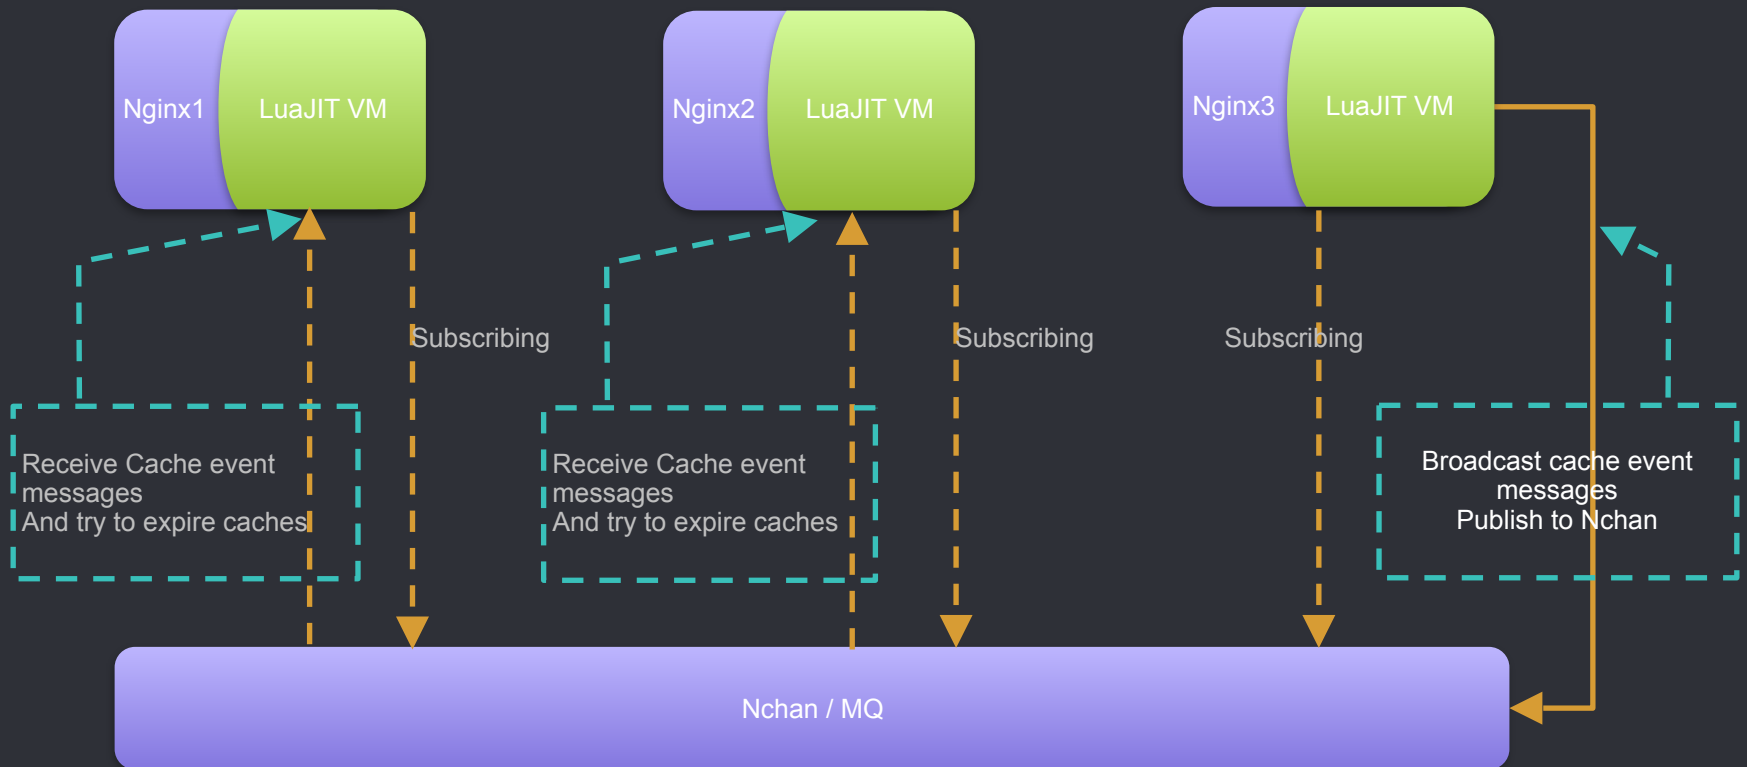 Nginx1
LuaJIT VM
Nginx2
LuaJIT VM
Nginx3
LuaJIT VM
Subscribing
Subscribing
Subscribing
Receive Cache event
messages
And try to expire caches
Receive Cache event
messages
And try to expire caches
Broadcast cache event
messages
Publish to Nchan
Nchan / MQ